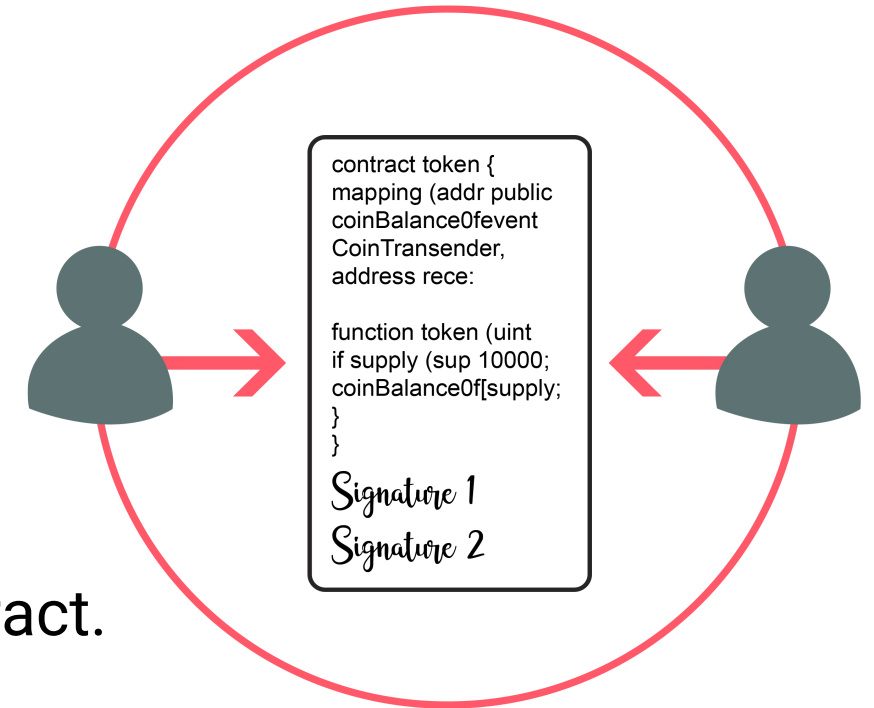 contract token {
mapping (addr public
coinBalance0fevent
CoinTransender,
address rece:
function token (uint
if supply (sup 10000;
coinBalance0f[supply;
}
}
Signature 1
Signature 2
act.